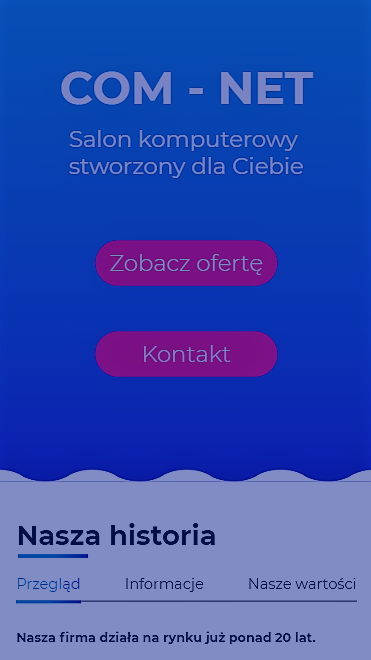 COM - NET
Salon komputerowy
stworzony dla Ciebie
Zobacz ofertę
Kontakt
Nasza historia
Przegląd Informacje Nasze wartości
Nasza firma działa na rynku już ponad 20 lat.